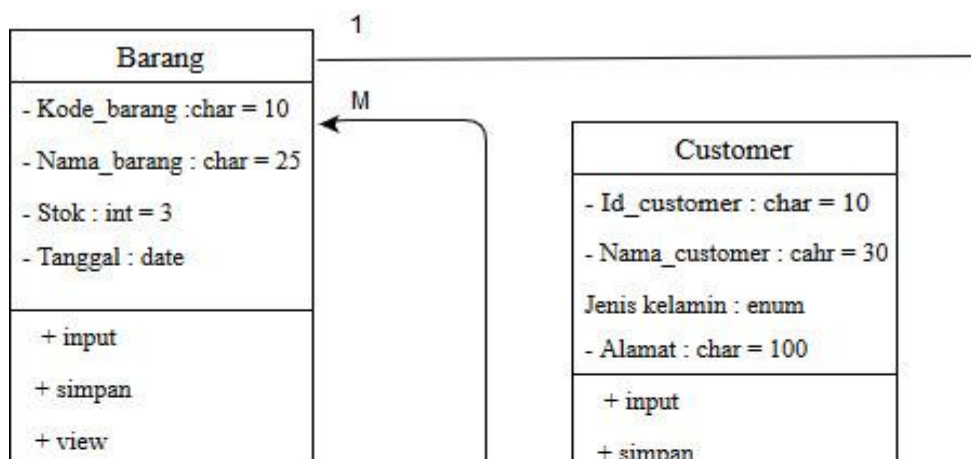 1
Barang
- Kode_barang :char = 10
M
- Nama_barang : char = 25
- Stok : int = 3
- Tanggal : date
+ input
+ simpan
+ view
Customer
- Id_customer : char = 10
- Nama_customer : cahr = 30
Jenis kelamin : enum
- Alamat : char = 100
+ input
+ simpan